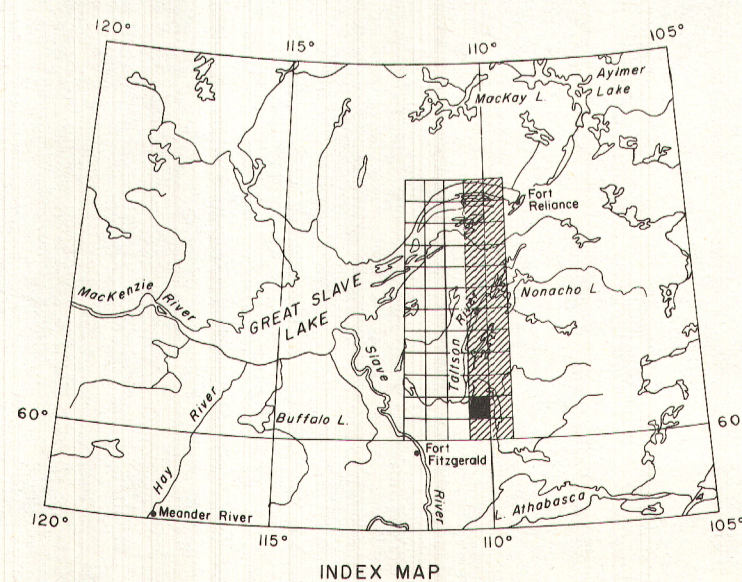 120°
115°
110°
105°
Aylmer
Lake
MacKay L.
Fort
Reliance
MacKenzie
River
GREAT SLAVE
LAKE
Nonacho L.
Taltson
River
Slave
River
60°
60
Hay
River
Buffalo L.
Fort
Fitzgerald
L. Athabasca
Meander River
120°
115°
110°
105°
INDEX MAP